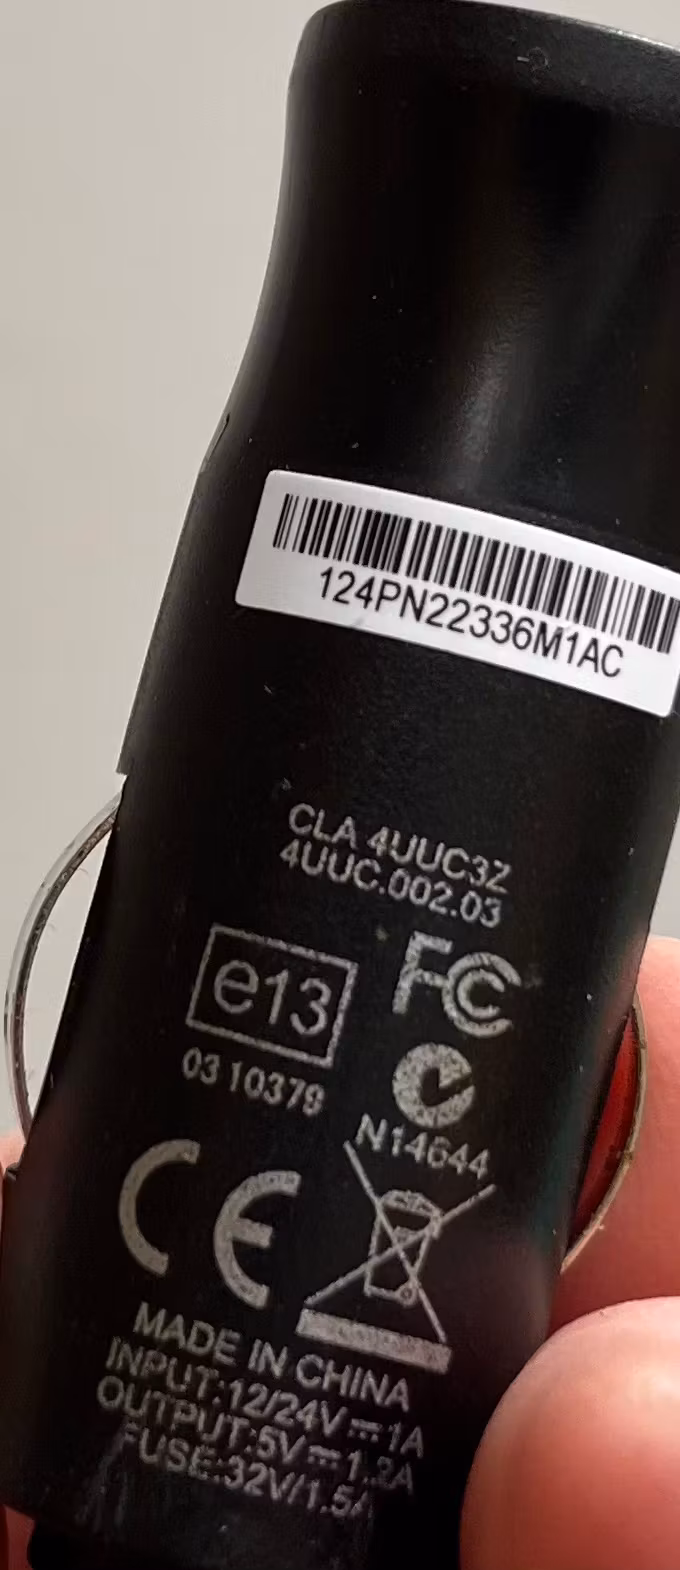 124PN22336M1AC
CLA 4UUC3Z
4UUC.002.03
e13
FC
03 10379
N14644
CE
MADE IN CHINA
INPUT:12/24V⎓1A
OUTPUT:5V⎓1.2A
FUSE:32V/1.5A